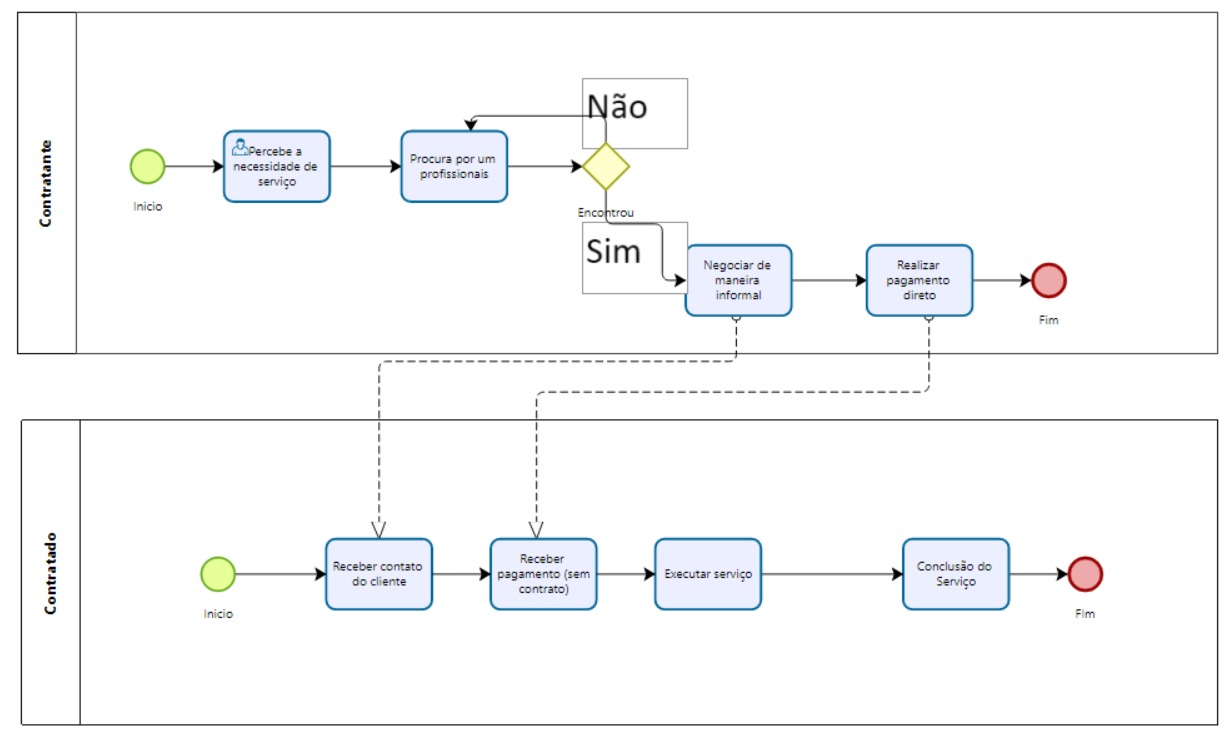 Contratante
Inicio
Percebe a
necessidade de
serviço
Procura por um
profissionais
Não
Encontrou
Sim
Negociar de
maneira
informal
Realizar
pagamento
direto
Fim
Contratado
Inicio
Receber contato
do cliente
Receber
pagamento (sem
contrato)
Executar serviço
Conclusão do
Serviço
FIm